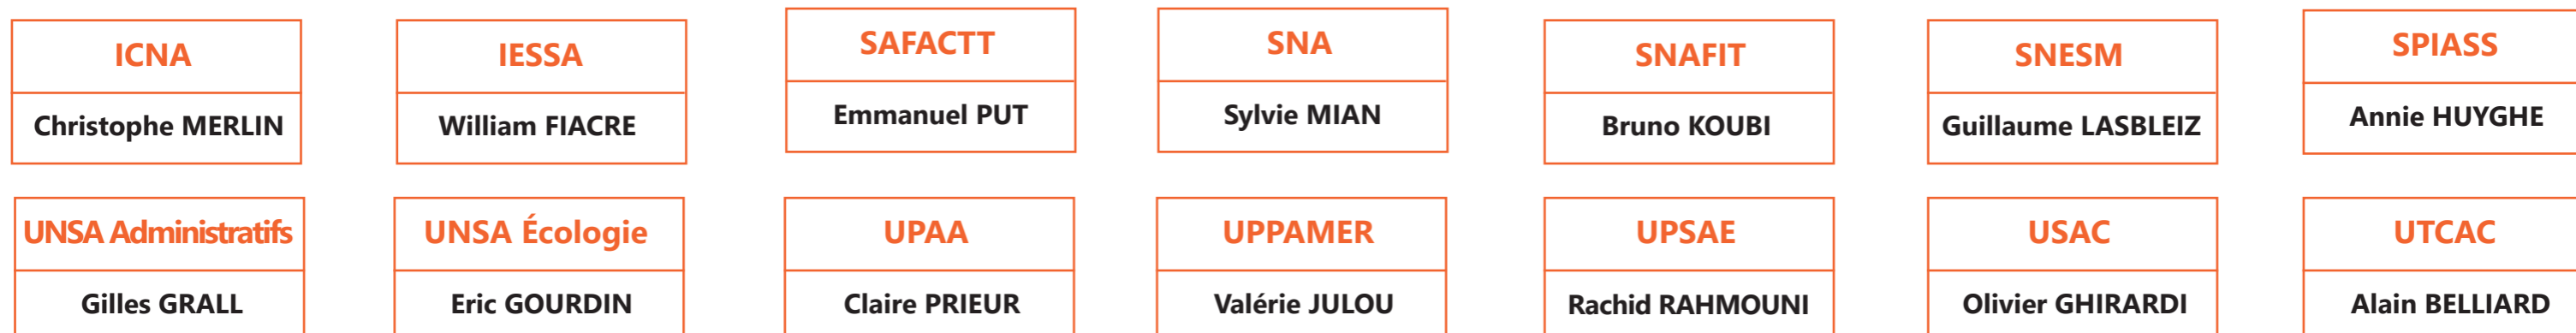 ICNA
Christophe MERLIN
IESSA
William FIACRE
SAFACTT
Emmanuel PUT
SNA
Sylvie MIAN
SNAFIT
Bruno KOUBI
SNESM
Guillaume LASBLEIZ
SPIASS
Annie HUYGHE
UNSA Administratifs
Gilles GRALL
UNSA Écologie
Eric GOURDIN
UPAA
Claire PRIEUR
UPPAMER
Valérie JULOU
UPSAE
Rachid RAHMOUNI
USAC
Olivier GHIRARDI
UTCAC
Alain BELLIARD